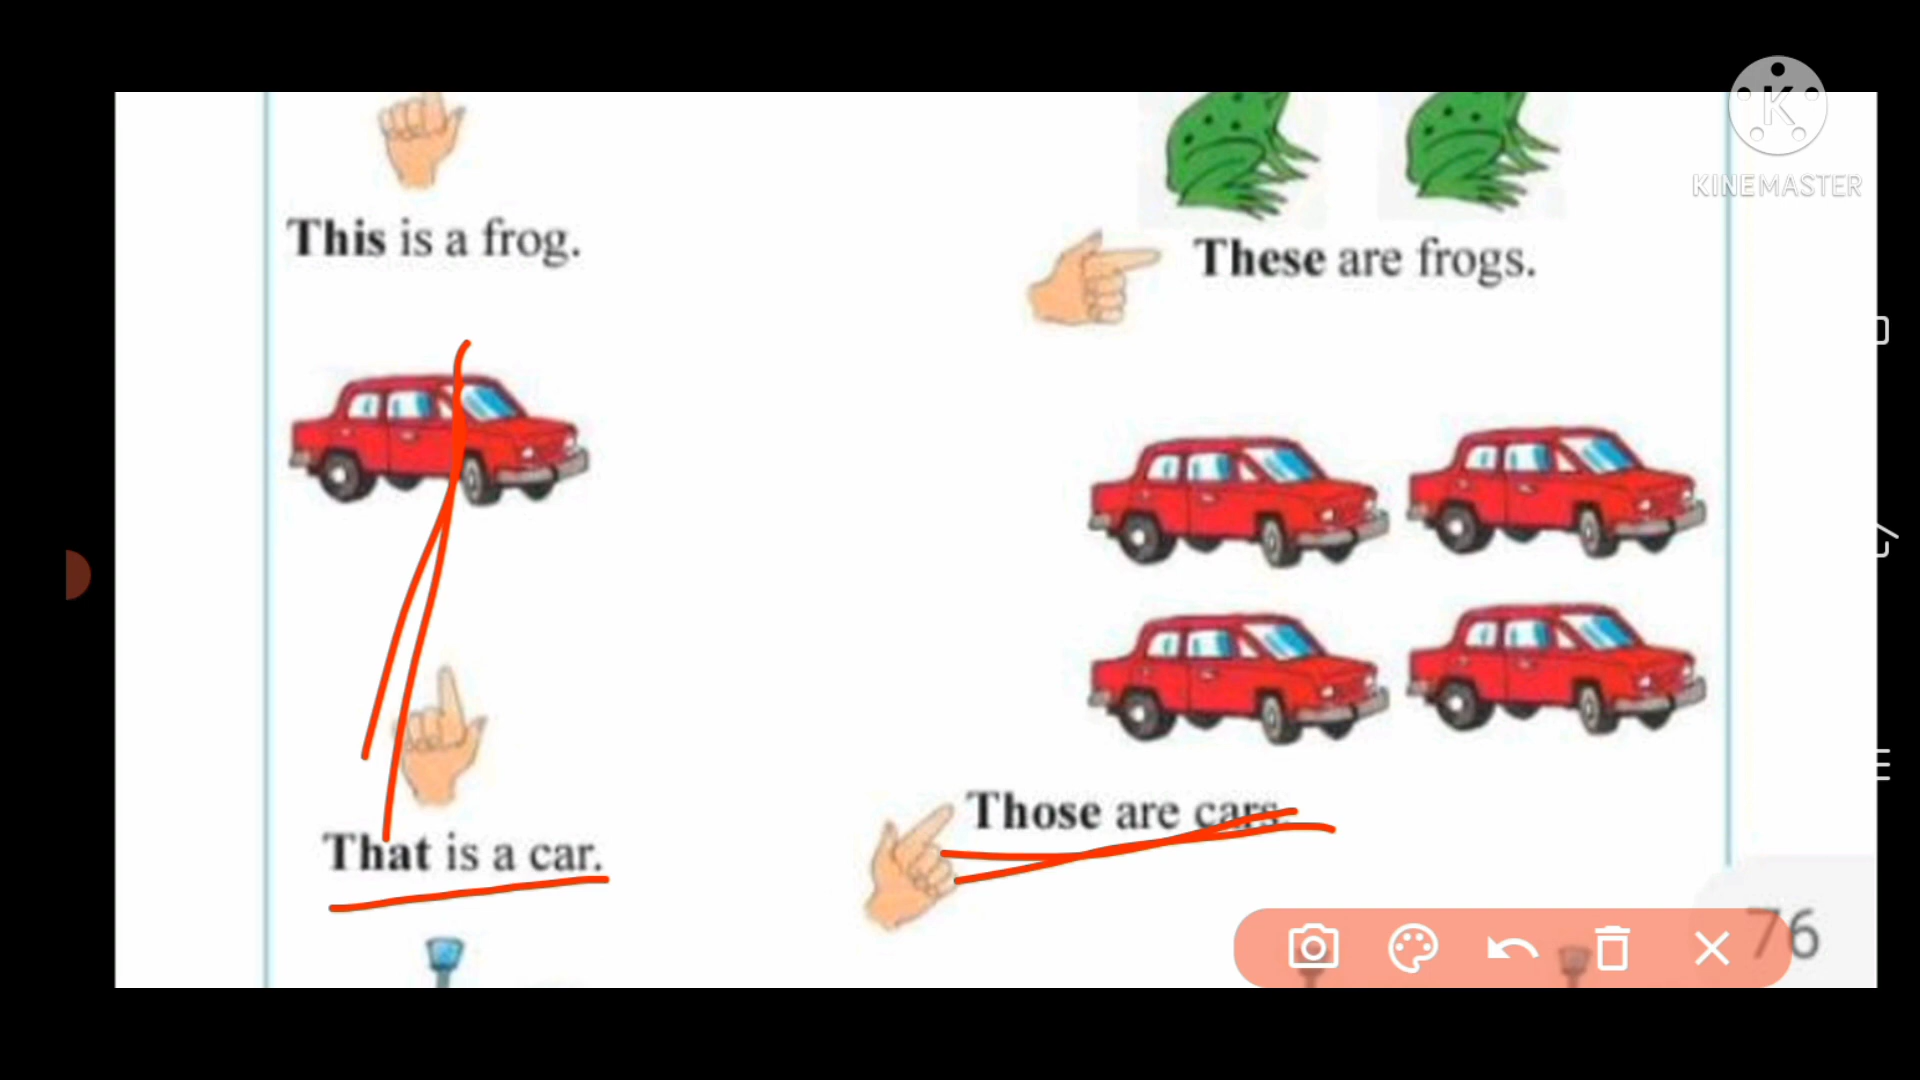 KINEMASTER
This is a frog.
These are frogs.
Those are cars.
That is a car.
76